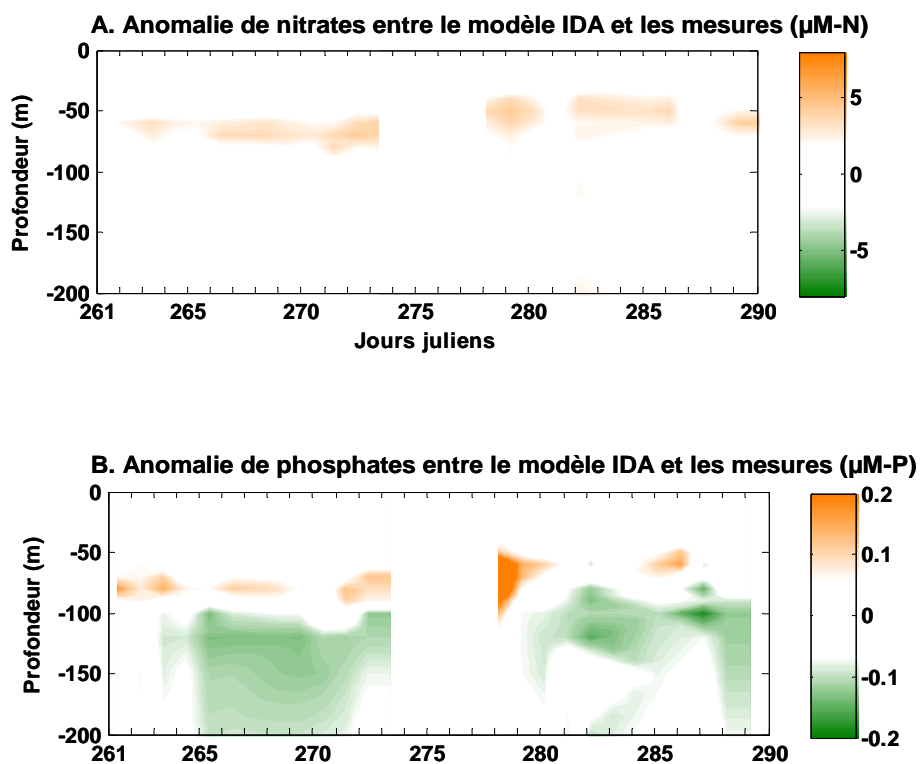 A. Anomalie de nitrates entre le modèle IDA et les mesures (µM-N)
0
-50
-100
-150
-200
Profondeur (m)
261 265 270 275 280 285 290
Jours juliens
5
0
-5
B. Anomalie de phosphates entre le modèle IDA et les mesures (µM-P)
0
-50
-100
-150
-200
Profondeur (m)
261 265 270 275 280 285 290
0.2
0.1
0
-0.1
-0.2